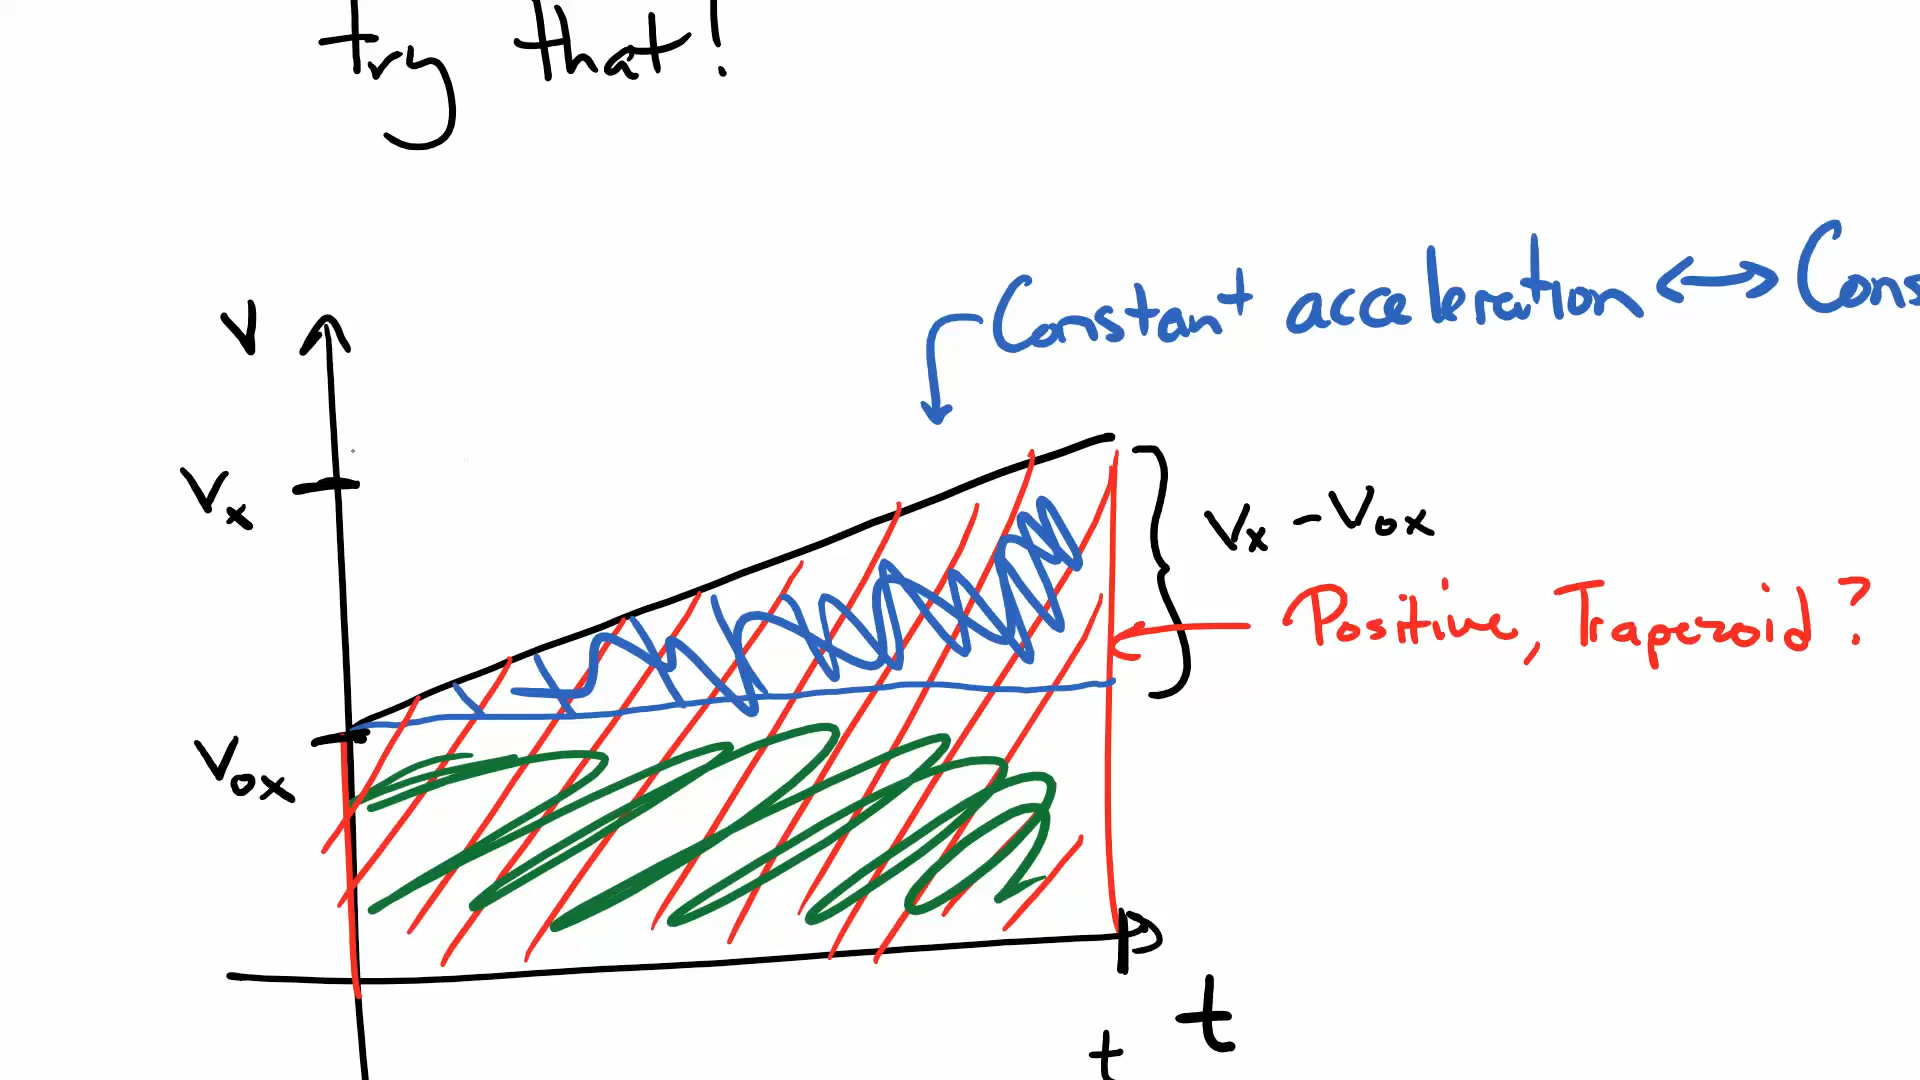 try that!
Constant acceleration ↔ Cons
V
Vx
Vx - Vox
Positive, Trapezoid?
Vox
t
t